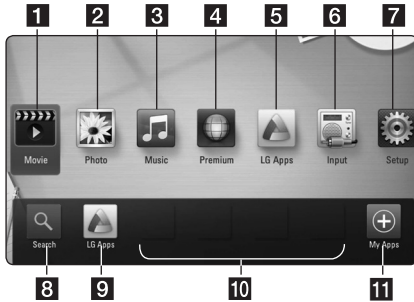 1 2 3 4 5 6 7
Movie Photo Music Premium LG Apps Input Setup
Search LG Apps My Apps
8 9 10 11